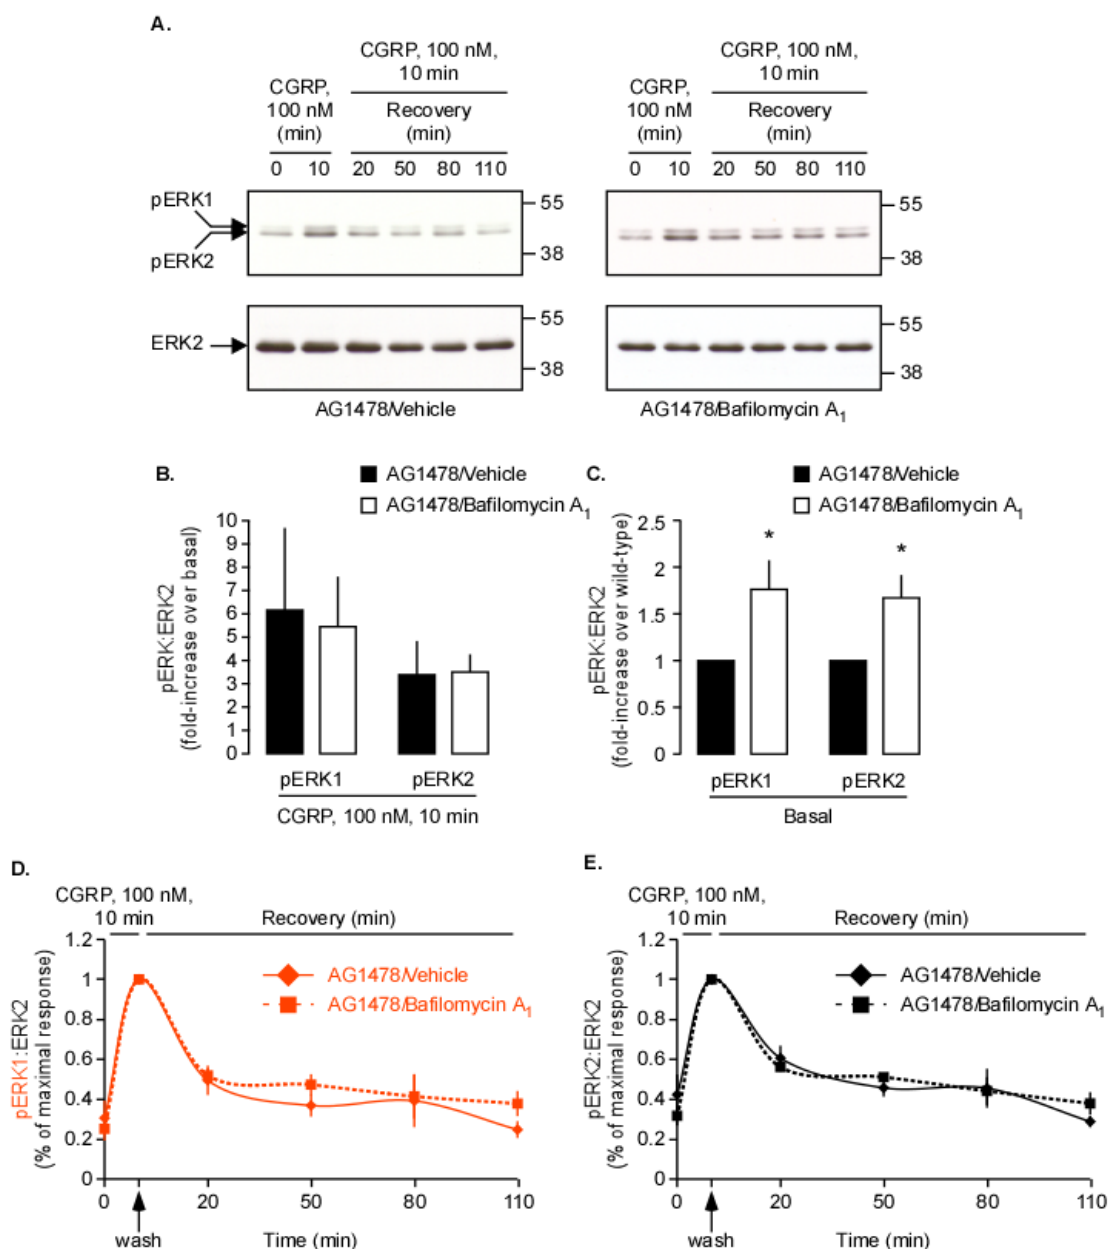 A.
CGRP, 100 nM,
10 min
CGRP,
100 nM
(min)
Recovery
(min)
0 10 20 50 80 110
pERK1
pERK2
55
38
ERK2
55
38
AG1478/Vehicle
CGRP, 100 nM,
10 min
CGRP,
100 nM
(min)
Recovery
(min)
0 10 20 50 80 110
55
38
55
38
AG1478/Bafilomycin A1
B.
AG1478/Vehicle
AG1478/Bafilomycin A1
pERK:ERK2
(fold-increase over basal)
10
9
8
7
6
5
4
3
2
1
0
pERK1 pERK2
CGRP, 100 nM, 10 min
C.
AG1478/Vehicle
AG1478/Bafilomycin A1
pERK:ERK2
(fold-increase over wild-type)
2.5
2
1.5
1
0.5
0
* *
pERK1 pERK2
Basal
D.
CGRP, 100 nM,
10 min Recovery (min)
AG1478/Vehicle
AG1478/Bafilomycin A1
pERK1:ERK2
(% of maximal response)
1.2
1
0.8
0.6
0.4
0.2
0
0 20 50 80 110
wash Time (min)
E.
CGRP, 100 nM,
10 min Recovery (min)
AG1478/Vehicle
AG1478/Bafilomycin A1
pERK2:ERK2
(% of maximal response)
1.2
1
0.8
0.6
0.4
0.2
0
0 20 50 80 110
wash Time (min)